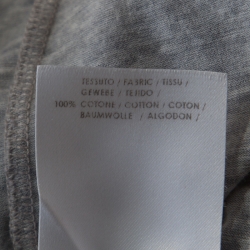 TESSUTO / FABRIC / TISSU /
GEWEBE / TEJIDO /
100% COTONE / COTTON / COTON /
BAUMWOLLE / ALGODON /